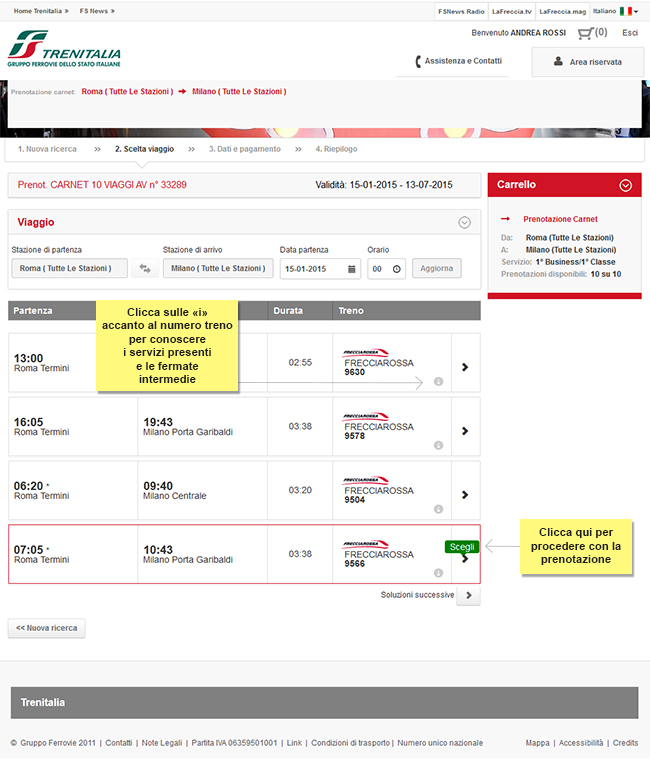 Home Trenitalia » FS News » FSNews Radio LaFreccia.tv LaFreccia.mag Italiano
Benvenuto ANDREA ROSSI (0) Esci
TRENITALIA
GRUPPO FERROVIE DELLO STATO ITALIANE
Assistenza e Contatti Area riservata
Prenotazione carnet: Roma ( Tutte Le Stazioni ) Milano ( Tutte Le Stazioni )
1. Nuova ricerca » 2. Scelta viaggio » 3. Dati e pagamento » 4. Riepilogo
Prenot. CARNET 10 VIAGGI AV n° 33289 Validità: 15-01-2015 - 13-07-2015
Carrello
Prenotazione Carnet
Da: Roma (Tutte Le Stazioni)
A: Milano (Tutte Le Stazioni)
Servizio: 1° Business/1° Classe
Prenotazioni disponibili: 10 su 10
Viaggio
Stazione di partenza Stazione di arrivo Data partenza Orario
Roma ( Tutte Le Stazioni ) Milano ( Tutte Le Stazioni ) 15-01-2015 00 Aggiorna
Partenza Durata Treno
Clicca sulle «i»
accanto al numero treno
per conoscere
i servizi presenti
e le fermate
intermedie
13:00
Roma Termini
02:55
FRECCIAROSSA
FRECCIAROSSA
9630
16:05
Roma Termini
19:43
Milano Porta Garibaldi
03:38
FRECCIAROSSA
FRECCIAROSSA
9578
06:20 *
Roma Termini
09:40
Milano Centrale
03:20
FRECCIAROSSA
FRECCIAROSSA
9504
07:05 *
Roma Termini
10:43
Milano Porta Garibaldi
03:38
FRECCIAROSSA
FRECCIAROSSA
9566
Scegli
Clicca qui per
procedere con la
prenotazione
Soluzioni successive
<< Nuova ricerca
Trenitalia
© Gruppo Ferrovie 2011 | Contatti | Note Legali | Partita IVA 06359501001 | Link | Condizioni di trasporto | Numero unico nazionale Mappa | Accessibilità | Credits